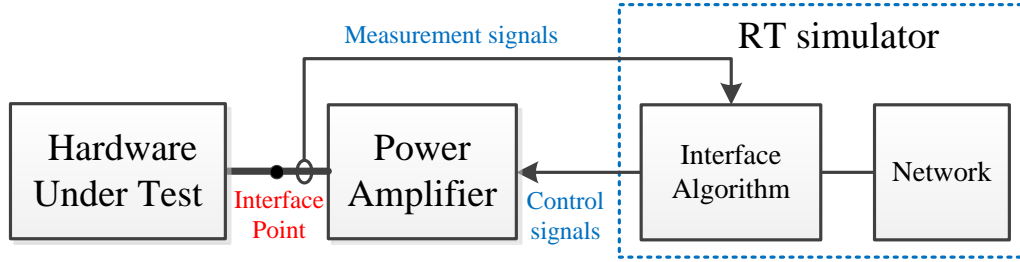 Measurement signals
RT simulator
Hardware
Under Test
Interface
Point
Power
Amplifier
Control
signals
Interface
Algorithm
Network